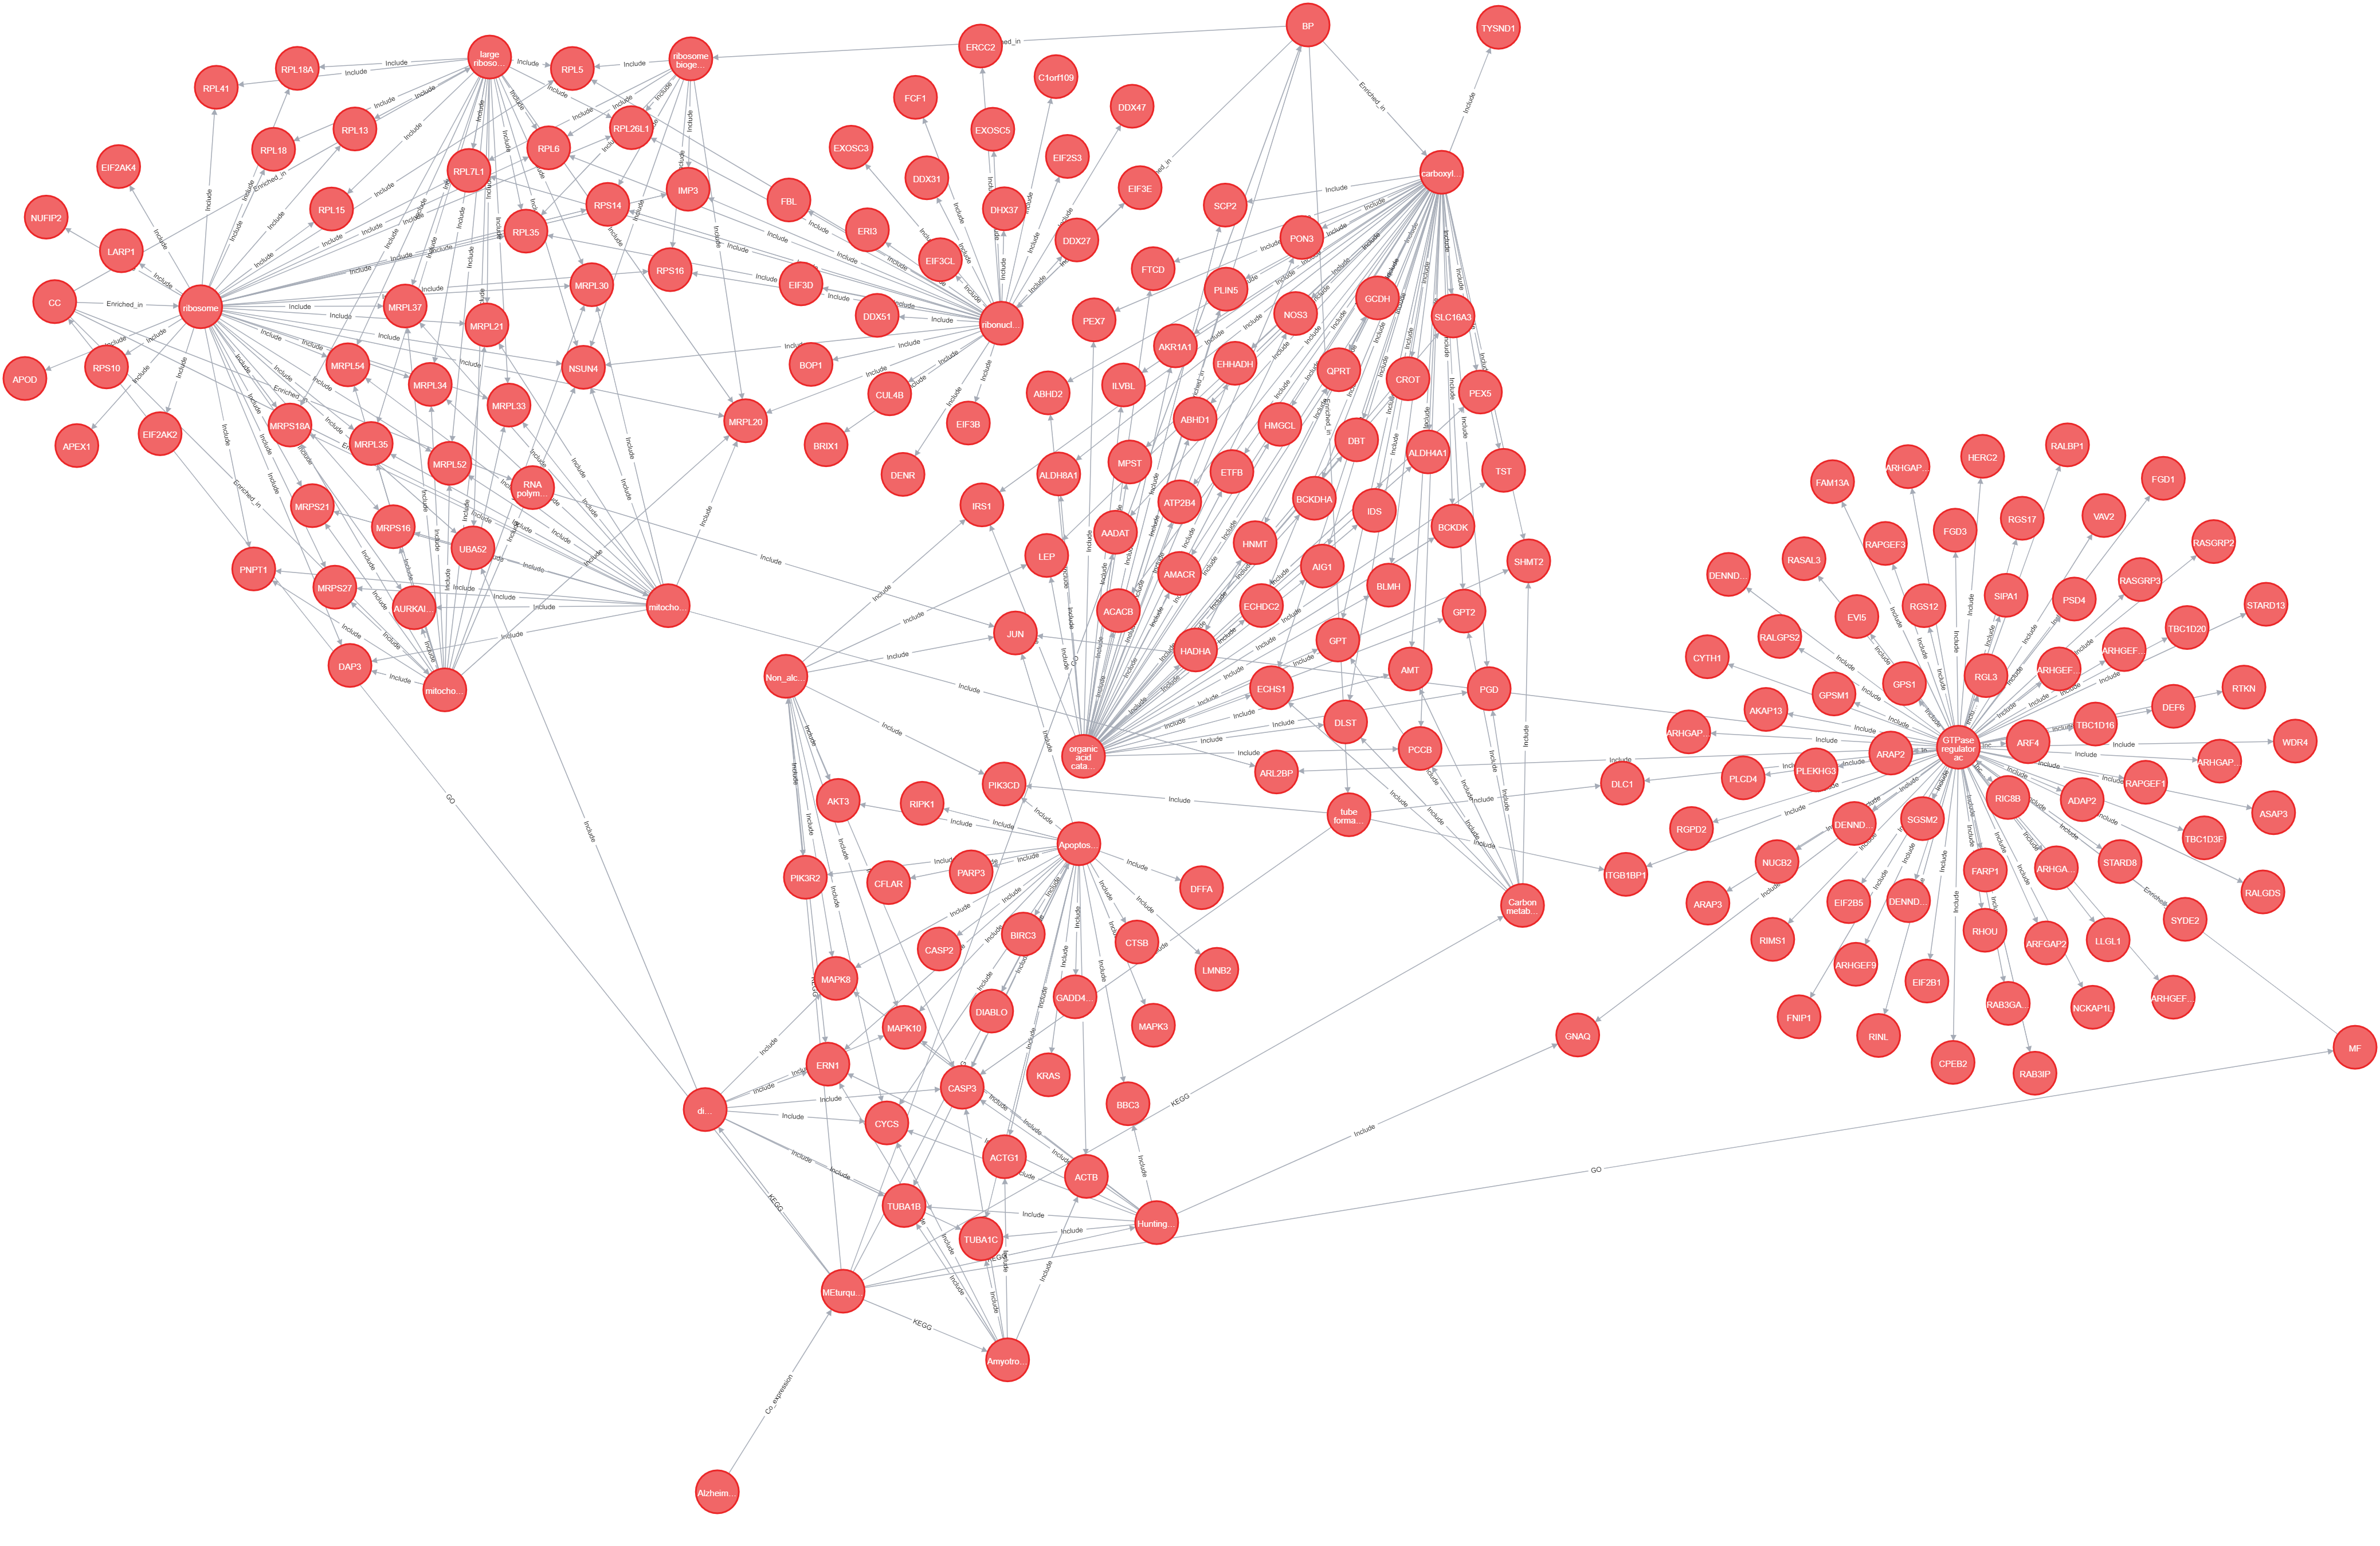 BP
TYSND1
ERCC2
large
riboso...
ribosome
bioge...
RPL5
RPL18A
RPL41
C1orf109
FCF1
DDX47
RPL13
RPL26L1
EXOSC5
RPL18
RPL6
EXOSC3
EIF2S3
EIF2AK4
RPL7L1
DDX31
carboxyl...
IMP3
EIF3E
FBL
SCP2
NUFIP2
RPL15
RPS14
DHX37
LARP1
RPL35
ERI3
DDX27
PON3
EIF3CL
RPS16
FTCD
MRPL30
EIF3D
PLIN5
GCDH
CC
ribosome
MRPL37
MRPL21
DDX51
ribonucl...
PEX7
NOS3
SLC16A3
AKR1A1
MRPL54
NSUN4
BOP1
EHHADH
QPRT
APOD
RPS10
MRPL34
ILVBL
ABHD2
CROT
PEX5
CUL4B
MRPL33
MRPL20
EIF3B
ABHD1
HMGCL
MRPS18A
APEX1
EIF2AK2
MRPL35
BRIX1
DBT
ALDH4A1
MRPL52
DENR
ALDH8A1
MPST
ETFB
TST
RNA
polym...
IRS1
ATP2B4
BCKDHA
IDS
MRPS21
MRPS16
AADAT
BCKDK
UBA52
LEP
HNMT
SHMT2
PNPT1
MRPS27
AMACR
AIG1
BLMH
AURKAI...
mitocho...
ACACB
ECHDC2
GPT2
JUN
GPT
HADHA
DAP3
mitocho...
Non_alc...
AMT
ECHS1
PGD
DLST
organic
acid
cata...
PCCB
ARL2BP
PIK3CD
AKT3
RIPK1
tube
forma...
DLC1
Apoptos...
ITGB1BP1
PIK3R2
CFLAR
PARP3
DFFA
Carbon
metab...
BIRC3
CTSB
CASP2
MAPK8
LMNB2
GADD4...
DIABLO
MAPK3
MAPK10
GNAQ
ERN1
KRAS
CASP3
BBC3
di...
CYCS
ACTG1
ACTB
TUBA1B
Hunting...
TUBA1C
MEturqu...
Amyotro...
Alzheim...
RALBP1
HERC2
ARHGAP...
FAM13A
FGD1
RGS17
VAV2
FGD3
RAPGEF3
RASGRP2
RASAL3
DENND...
RASGRP3
SIPA1
PSD4
RGS12
STARD13
EVI5
TBC1D20
RALGPS2
ARHGEF...
CYTH1
ARHGEF...
RGL3
GPS1
RTKN
GPSM1
DEF6
AKAP13
TBC1D16
ARHGAP...
ARF4
WDR4
GTPase
regulator
ac
ARAP2
ARHGAP...
PLEKHG3
PLCD4
RAPGEF1
RIC8B
ADAP2
ASAP3
SGSM2
DENND...
RGPD2
TBC1D3F
NUCB2
STARD8
ARHGA...
FARP1
RALGDS
ARAP3
EIF2B5
DENND...
SYDE2
RHOU
RIMS1
ARFGAP2
LLGL1
ARHGEF9
EIF2B1
ARHGEF...
RAB3GA...
NCKAP1L
FNIP1
RINL
CPEB2
RAB3IP
MF
Include
Enriched_in
GO
KEGG
Co_expression